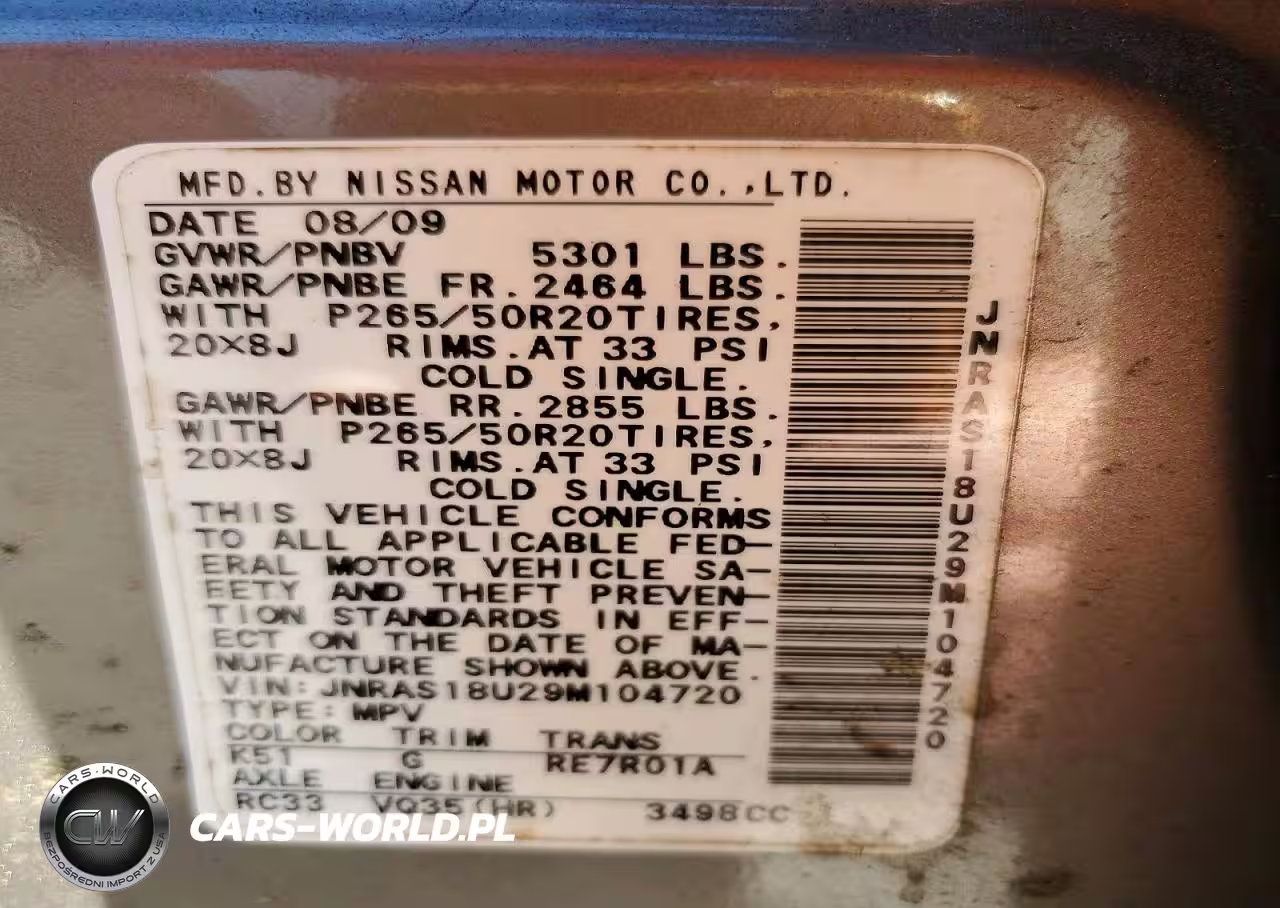 MFD.BY NISSAN MOTOR CO.,LTD.
DATE 08/09
GVWR/PNBV 5301 LBS.
GAWR/PNBE FR. 2464 LBS.
WITH P265/50R20TIRES,
20X8J RIMS.AT 33 PSI
COLD SINGLE.
GAWR/PNBE RR. 2855 LBS.
WITH P265/50R20TIRES,
20X8J RIMS.AT 33 PSI
COLD SINGLE.
THIS VEHICLE CONFORMS
TO ALL APPLICABLE FED-
ERAL MOTOR VEHICLE SA-
FETY AND THEFT PREVEN-
TION STANDARDS IN EFF-
ECT ON THE DATE OF MA-
NUFACTURE SHOWN ABOVE.
VIN: JNRAS18U29M104720
TYPE: MPV
COLOR TRIM TRANS
K51 G RE7R01A
AXLE ENGINE
RC33 VQ35(HR) 3498CC
JNRAS18U29M104720
CARS-WORLD
CW
BEZPOŚREDNI IMPORT Z USA
CARS-WORLD.PL